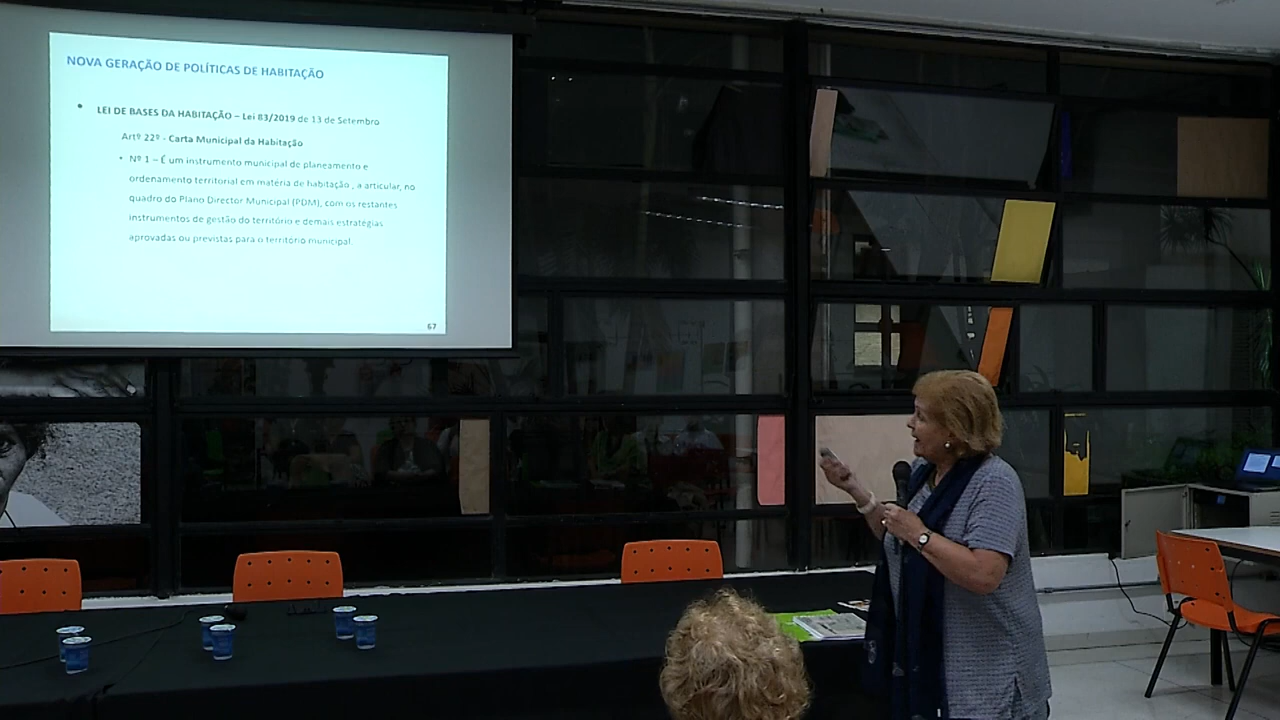 NOVA GERAÇÃO DE POLÍTICAS DE HABITAÇÃO
• LEI DE BASES DA HABITAÇÃO – Lei 83/2019 de 13 de Setembro
Artº 22º - Carta Municipal da Habitação
• Nº 1 – É um instrumento municipal de planeamento e
ordenamento territorial em matéria de habitação , a articular, no
quadro do Plano Director Municipal (PDM), com os restantes
instrumentos de gestão do território e demais estratégias
aprovadas ou previstas para o território municipal.
67